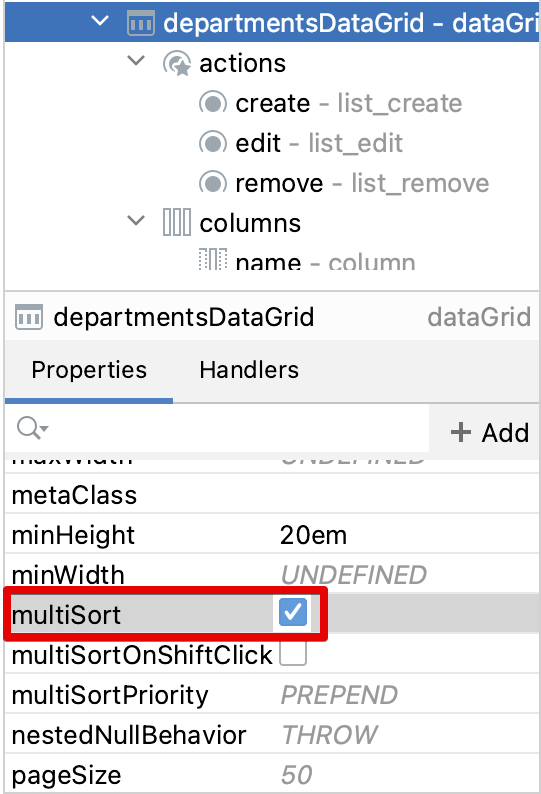 departmentsDataGrid – dataGri
actions
create – list_create
edit – list_edit
remove – list_remove
columns
name – column
departmentsDataGrid dataGrid
Properties Handlers
+ Add
maxWidth UNDEFINED
metaClass
minHeight 20em
minWidth UNDEFINED
multiSort
multiSortOnShiftClick
multiSortPriority PREPEND
nestedNullBehavior THROW
pageSize 50